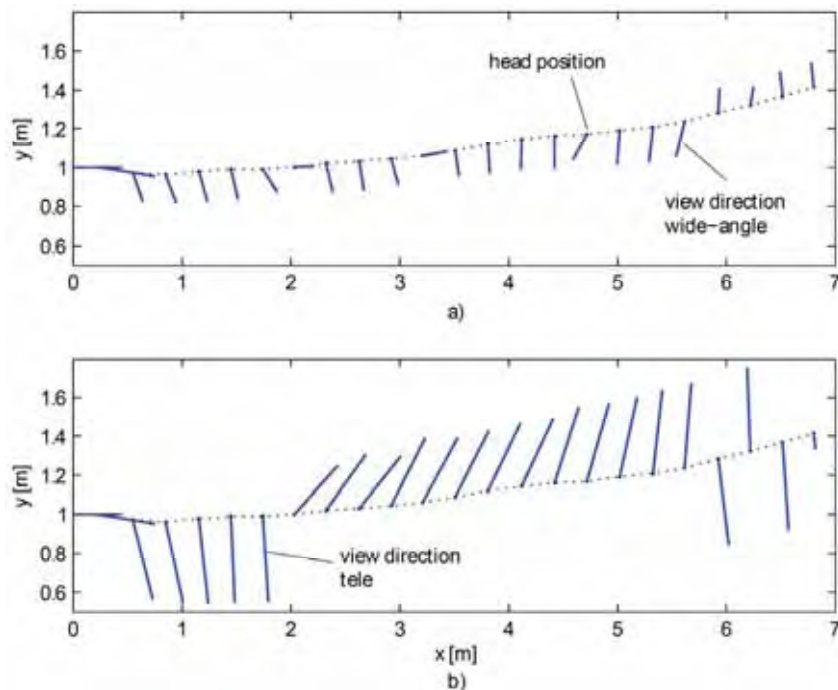 1.6
1.4
1.2
1
0.8
0.6
y [m]
head position
view direction
wide-angle
0 1 2 3 4 5 6 7
a)
1.6
1.4
1.2
1
0.8
0.6
y [m]
view direction
tele
0 1 2 3 4 5 6 7
x [m]
b)